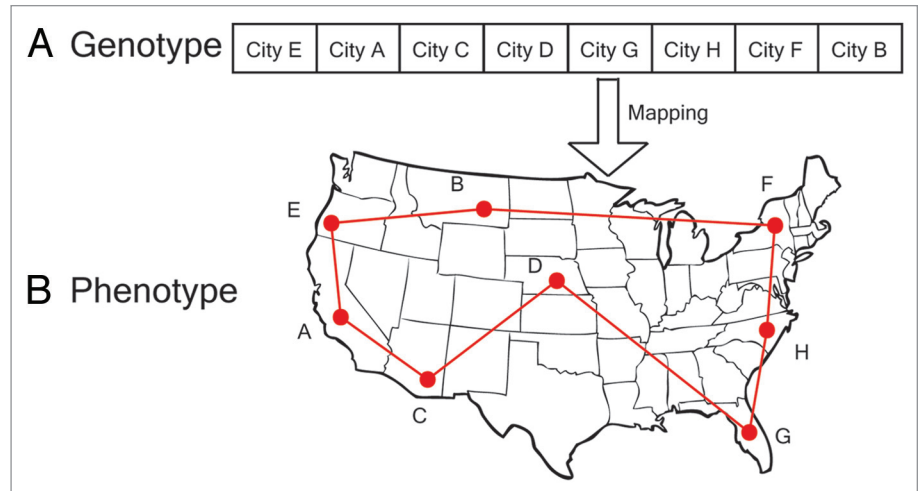 A Genotype City E City A City C City D City G City H City F City B
Mapping
B F
E
D
B Phenotype
A
H
C
G